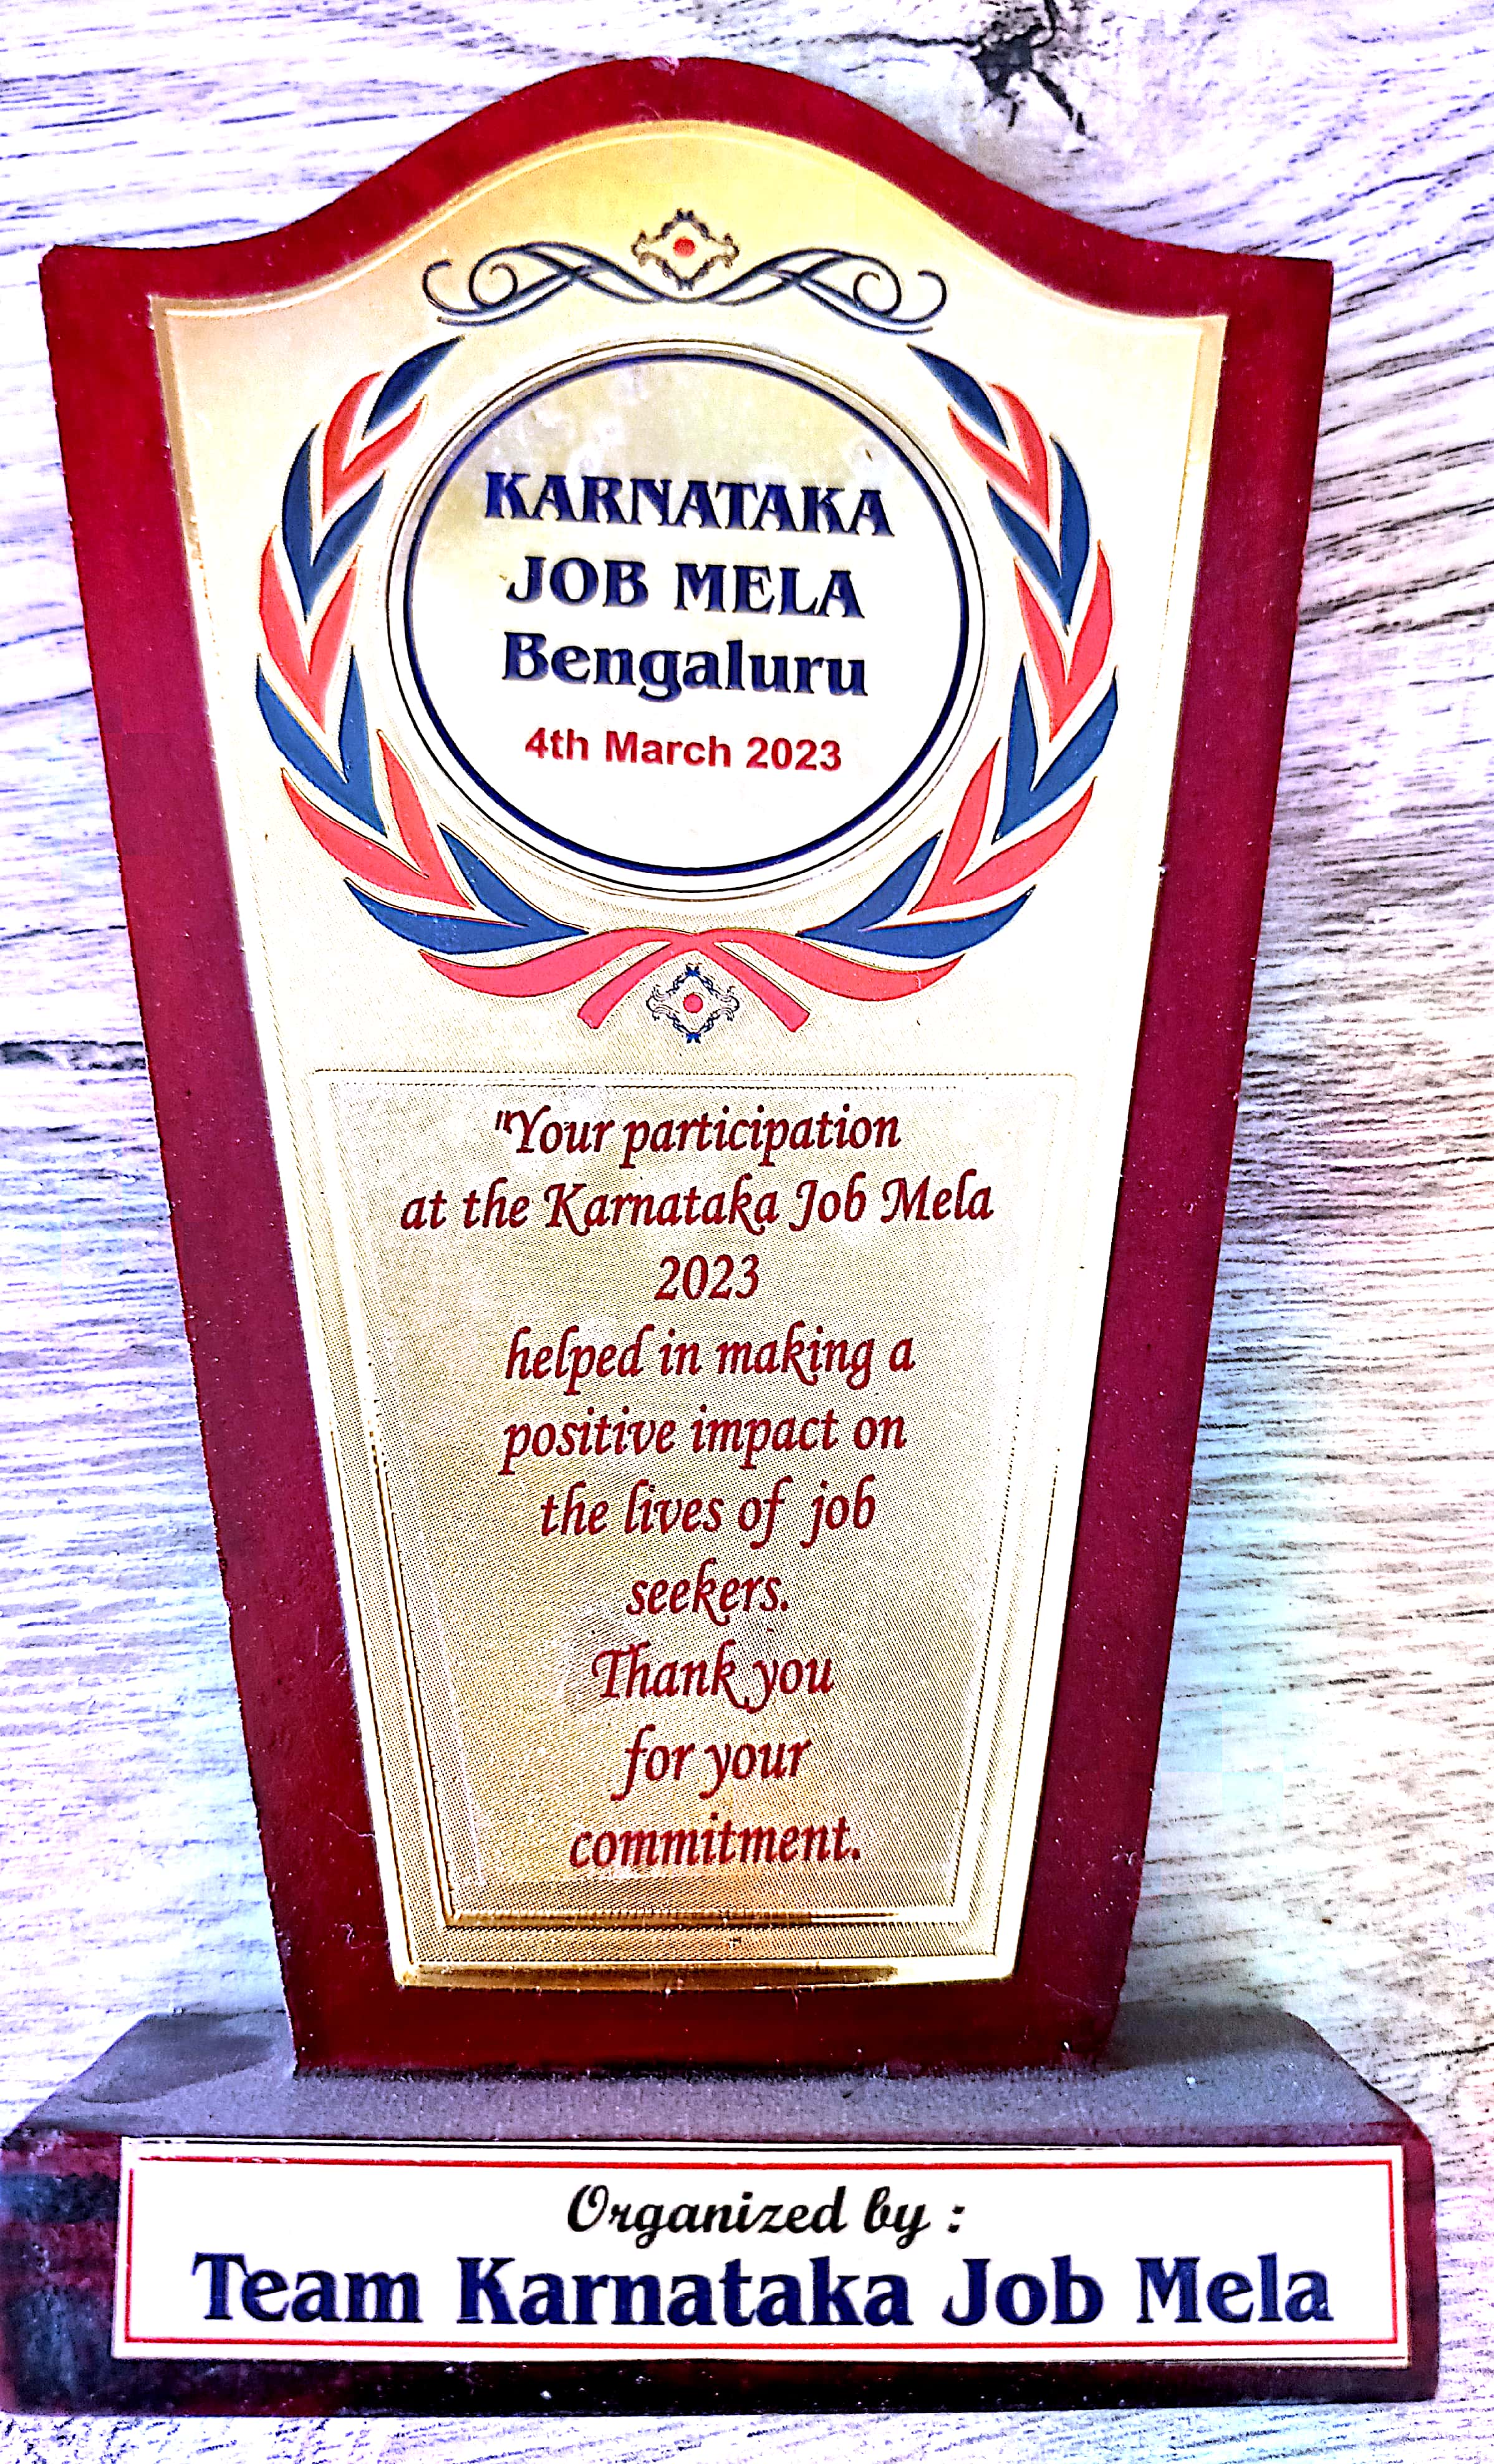 KARNATAKA
JOB MELA
Bengaluru
4th March 2023
"Your participation
at the Karnataka Job Mela
2023
helped in making a
positive impact on
the lives of job
seekers.
Thank you
for your
commitment.
Organized by :
Team Karnataka Job Mela